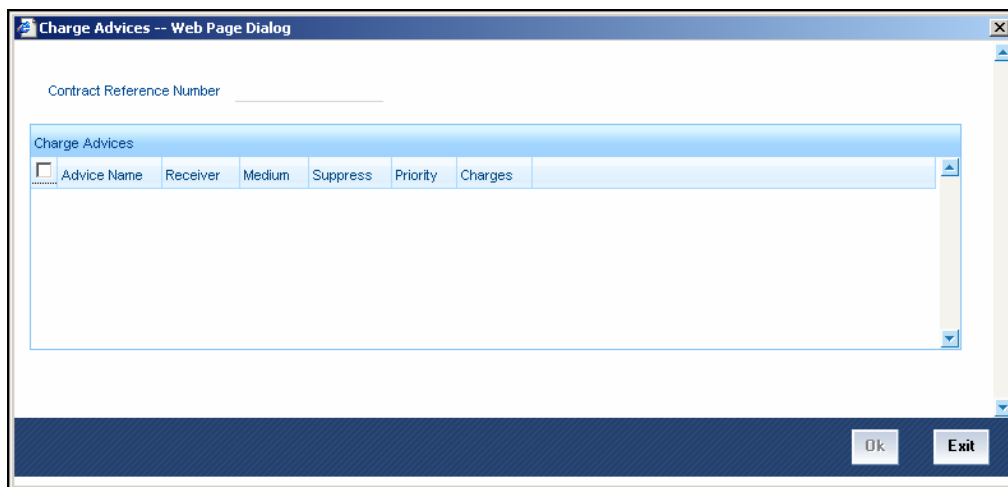 Charge Advices -- Web Page Dialog
Contract Reference Number
Charge Advices
Advice Name Receiver Medium Suppress Priority Charges
Ok Exit